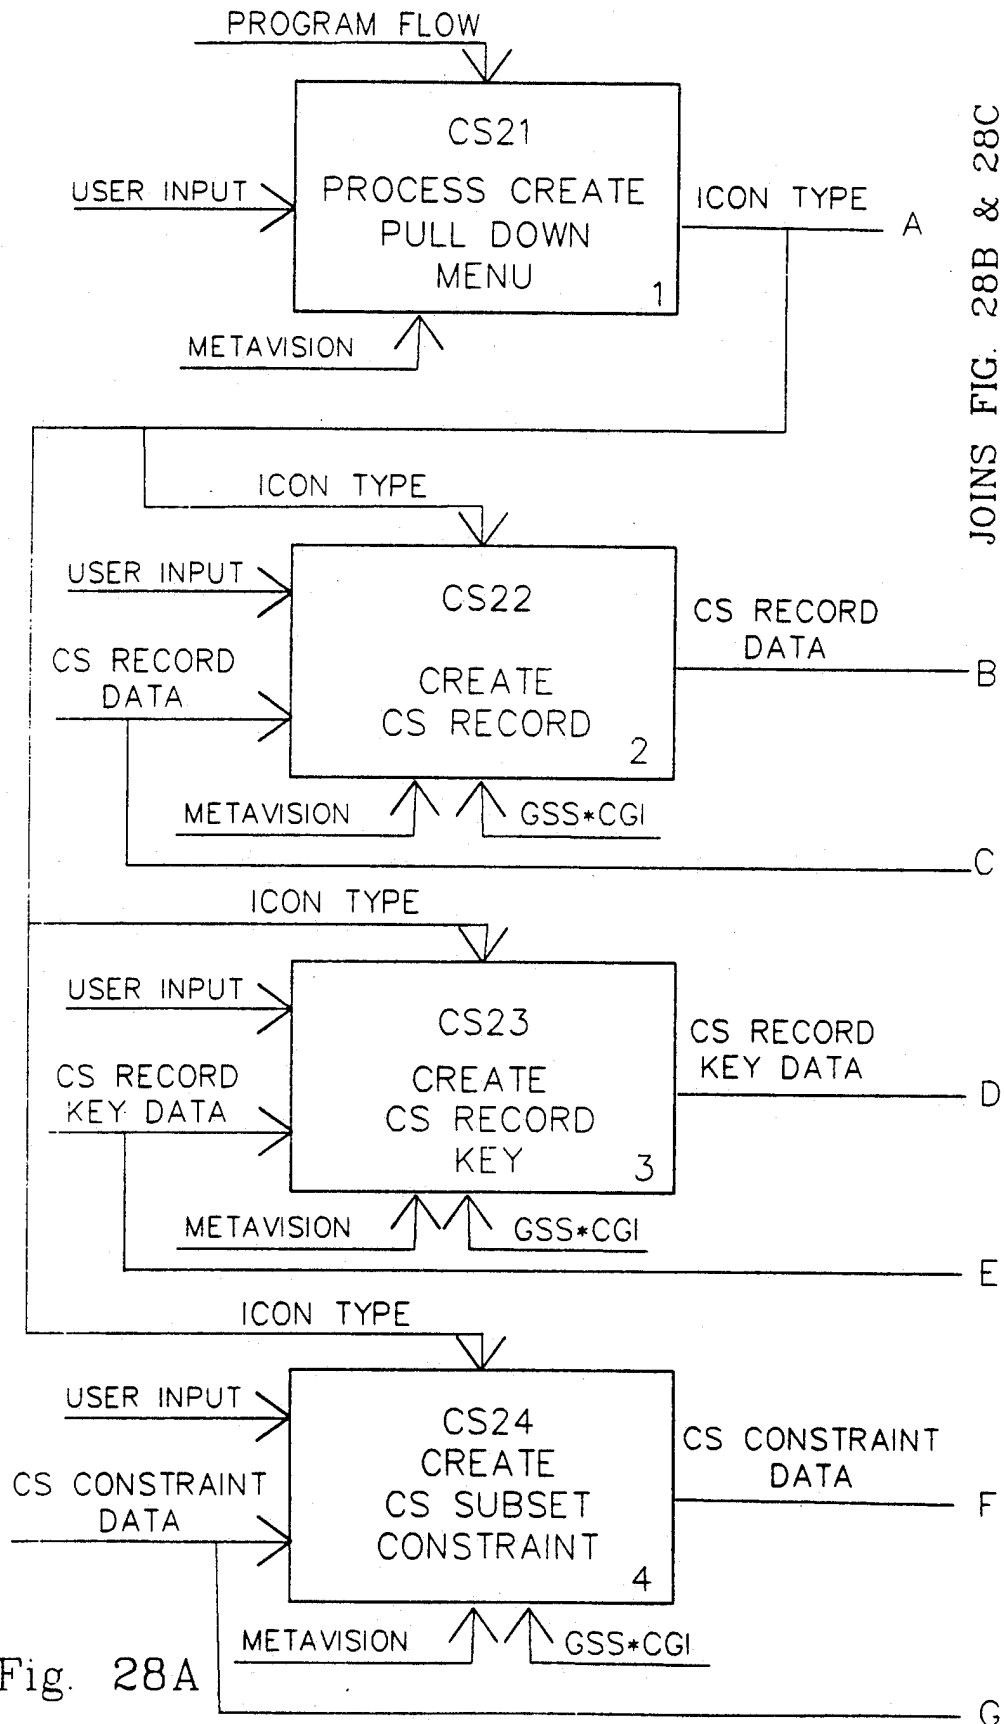 PROGRAM FLOW
CS21
PROCESS CREATE
PULL DOWN
MENU
1
USER INPUT
METAVISION
ICON TYPE
A
JOINS FIG. 28B & 28C
ICON TYPE
USER INPUT
CS RECORD
DATA
CS22
CREATE
CS RECORD
2
CS RECORD
DATA
B
METAVISION
GSS*CGI
C
ICON TYPE
USER INPUT
CS RECORD
KEY DATA
CS23
CREATE
CS RECORD
KEY
3
CS RECORD
KEY DATA
D
METAVISION
GSS*CGI
E
ICON TYPE
USER INPUT
CS CONSTRAINT
DATA
CS24
CREATE
CS SUBSET
CONSTRAINT
4
CS CONSTRAINT
DATA
F
METAVISION
GSS*CGI
Fig. 28A
G